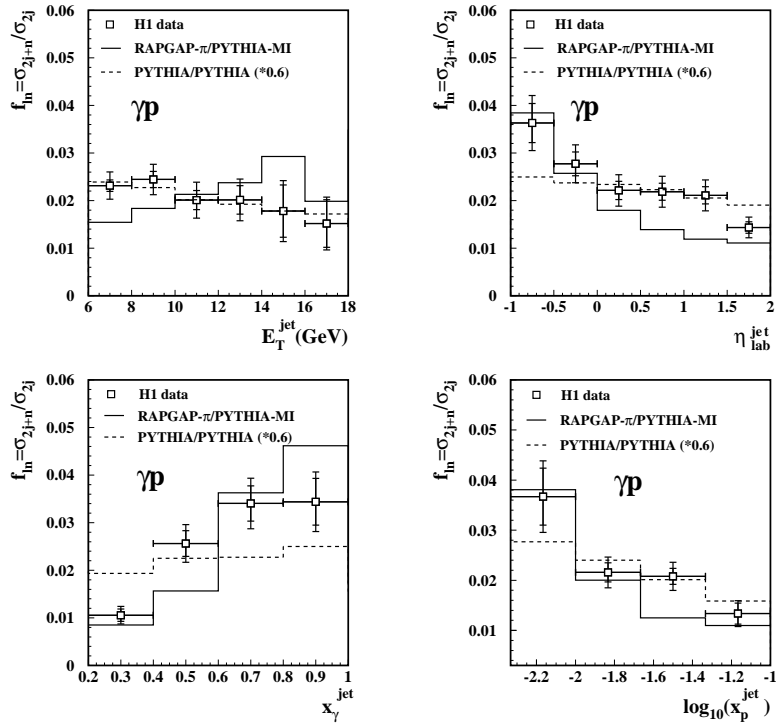 f_ln=σ_2j+n/σ_2j
0.06
0.05
0.04
0.03
0.02
0.01
0
H1 data
RAPGAP-π/PYTHIA-MI
PYTHIA/PYTHIA (*0.6)
γp
6 8 10 12 14 16 18
E_T^jet(GeV)
f_ln=σ_2j+n/σ_2j
0.06
0.05
0.04
0.03
0.02
0.01
0
H1 data
RAPGAP-π/PYTHIA-MI
PYTHIA/PYTHIA (*0.6)
γp
-1 -0.5 0 0.5 1 1.5 2
η_lab^jet
f_ln=σ_2j+n/σ_2j
0.06
0.05
0.04
0.03
0.02
0.01
0
H1 data
RAPGAP-π/PYTHIA-MI
PYTHIA/PYTHIA (*0.6)
γp
0.2 0.3 0.4 0.5 0.6 0.7 0.8 0.9 1
x_γ^jet
f_ln=σ_2j+n/σ_2j
0.06
0.05
0.04
0.03
0.02
0.01
H1 data
RAPGAP-π/PYTHIA-MI
PYTHIA/PYTHIA (*0.6)
γp
-2.2 -2 -1.8 -1.6 -1.4 -1.2 -1
log_10(x_p^jet)